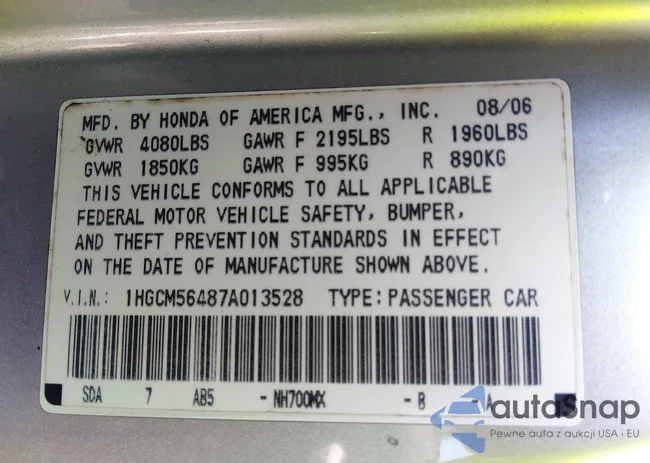 MFD. BY HONDA OF AMERICA MFG., INC. 08/06
GVWR 4080LBS GAWR F 2195LBS R 1960LBS
GVWR 1850KG GAWR F 995KG R 890KG
THIS VEHICLE CONFORMS TO ALL APPLICABLE
FEDERAL MOTOR VEHICLE SAFETY, BUMPER,
AND THEFT PREVENTION STANDARDS IN EFFECT
ON THE DATE OF MANUFACTURE SHOWN ABOVE.
V.I.N.: 1HGCM56487A013528 TYPE:PASSENGER CAR
SDA 7 AB5 - NH700MX - B - A
autoSnap
Pewne auta z aukcji USA i EU